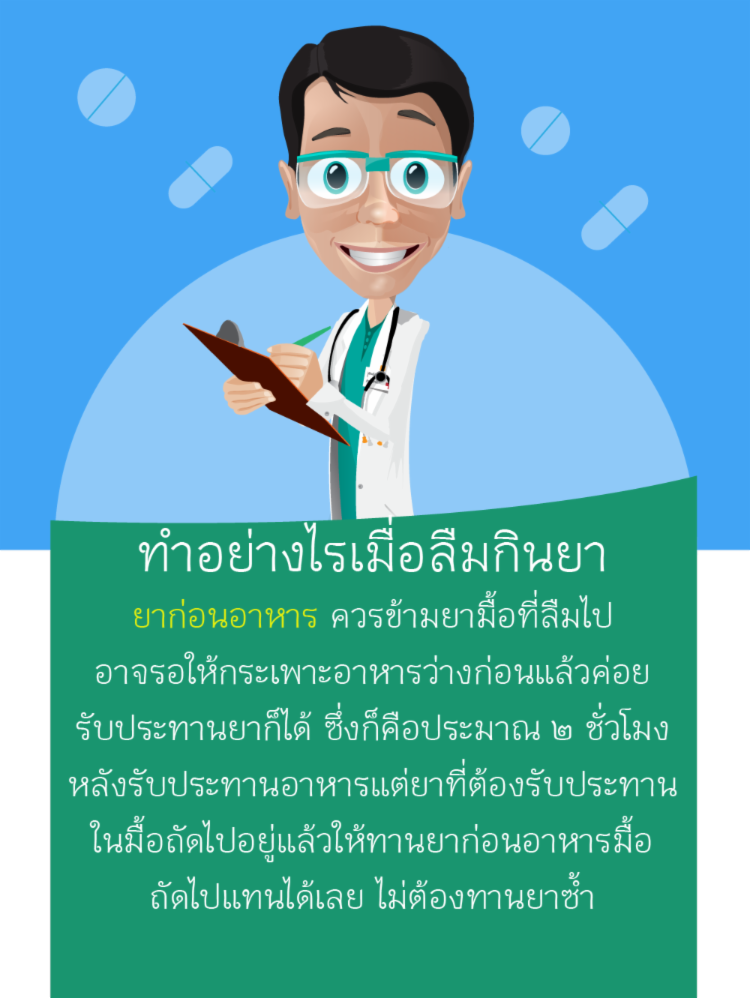 ทำอย่างไรเมื่อลืมกินยา
ยาก่อนอาหาร ควรข้ามยามื้อที่ลืมไป
อาจรอให้กระเพาะอาหารว่างก่อนแล้วค่อย
รับประทานยาก็ได้ ซึ่งก็คือประมาณ ๒ ชั่วโมง
หลังรับประทานอาหารแต่ยาที่ต้องรับประทาน
ในมื้อถัดไปอยู่แล้วให้ทานยาก่อนอาหารมื้อ
ถัดไปแทนได้เลย ไม่ต้องทานยาซ้ำ